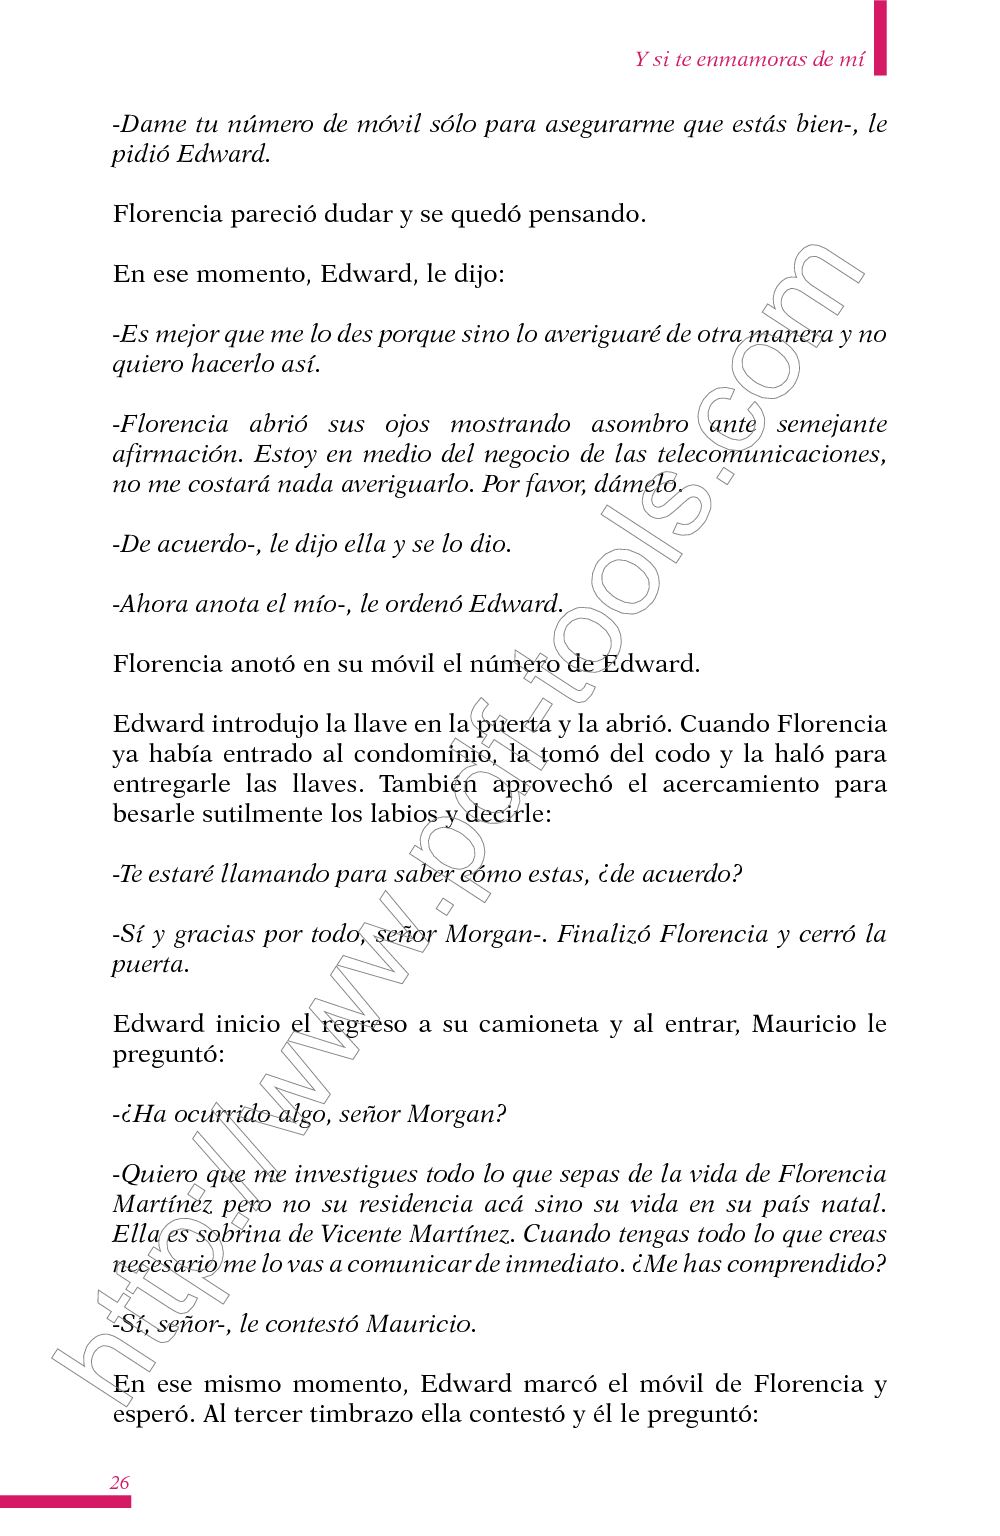 Y si te enmamoras de mí
-Dame tu número de móvil sólo para asegurarme que estás bien-, le
pidió Edward.
Florencia pareció dudar y se quedó pensando.
En ese momento, Edward, le dijo:
-Es mejor que me lo des porque sino lo averiguaré de otra manera y no
quiero hacerlo así.
-Florencia abrió sus ojos mostrando asombro ante semejante
afirmación. Estoy en medio del negocio de las telecomunicaciones,
no me costará nada averiguarlo. Por favor, dámelo.
-De acuerdo-, le dijo ella y se lo dio.
-Ahora anota el mío-, le ordenó Edward.
Florencia anotó en su móvil el número de Edward.
Edward introdujo la llave en la puerta y la abrió. Cuando Florencia
ya había entrado al condominio, la tomó del codo y la haló para
entregarle las llaves. También aprovechó el acercamiento para
besarle sutilmente los labios y decirle:
-Te estaré llamando para saber cómo estas, ¿de acuerdo?
-Sí y gracias por todo, señor Morgan-. Finalizó Florencia y cerró la
puerta.
Edward inicio el regreso a su camioneta y al entrar, Mauricio le
preguntó:
-¿Ha ocurrido algo, señor Morgan?
-Quiero que me investigues todo lo que sepas de la vida de Florencia
Martínez pero no su residencia acá sino su vida en su país natal.
Ella es sobrina de Vicente Martínez. Cuando tengas todo lo que creas
necesario me lo vas a comunicar de inmediato. ¿Me has comprendido?
-Sí, señor-, le contestó Mauricio.
En ese mismo momento, Edward marcó el móvil de Florencia y
esperó. Al tercer timbrazo ella contestó y él le preguntó:
26
http://www.pdf-tools.com